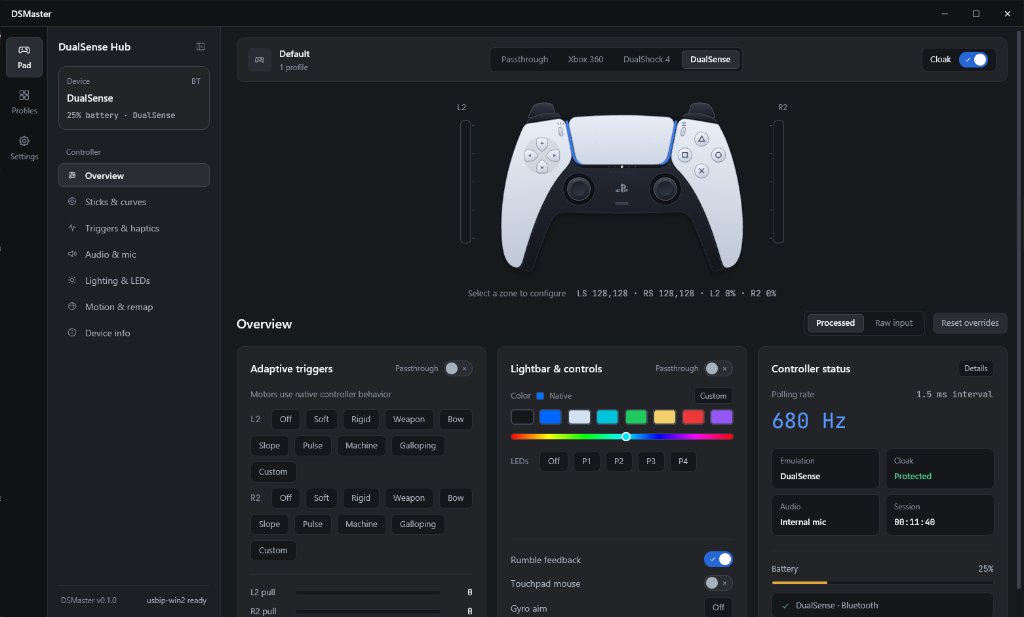 DSMaster
Pad
Profiles
Settings
DualSense Hub
Device BT
DualSense
25% battery · DualSense
Controller
Overview
Sticks & curves
Triggers & haptics
Audio & mic
Lighting & LEDs
Motion & remap
Device info
DSMaster v0.1.0 usbip-win2 ready
Default
1 profile
Passthrough Xbox 360 DualShock 4 DualSense
Cloak
L2 R2
Select a zone to configure LS 128,128 · RS 128,128 · L2 0% · R2 0%
Overview
Processed Raw input Reset overrides
Adaptive triggers Passthrough
Motors use native controller behavior
L2 Off Soft Rigid Weapon Bow
Slope Pulse Machine Galloping
Custom
R2 Off Soft Rigid Weapon Bow
Slope Pulse Machine Galloping
Custom
L2 pull 0
R2 pull 0
Lightbar & controls Passthrough
Color Native Custom
LEDs Off P1 P2 P3 P4
Rumble feedback
Touchpad mouse
Gyro aim Off
Controller status Details
Polling rate 1.5 ms interval
680 Hz
Emulation
DualSense
Cloak
Protected
Audio
Internal mic
Session
00:11:40
Battery 25%
DualSense · Bluetooth